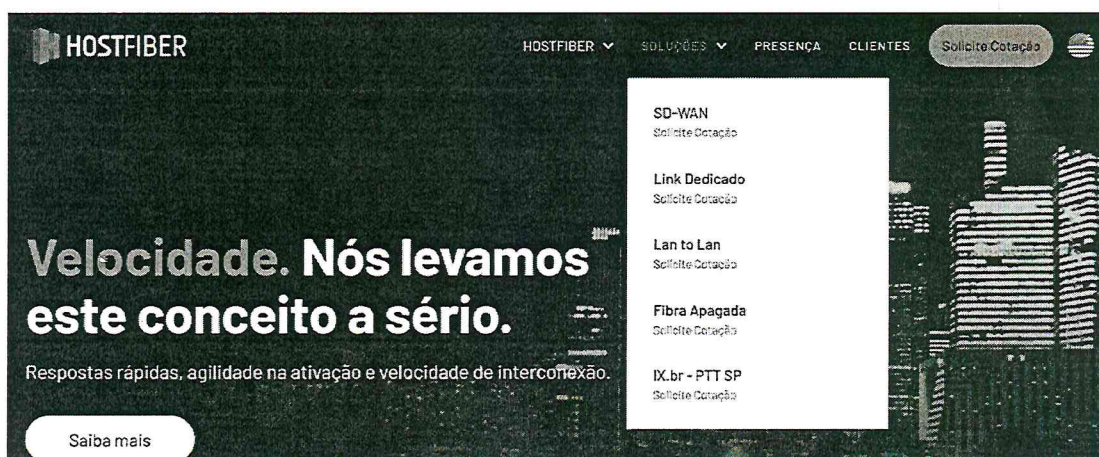 HOSTFIBER
HOSTFIBER SOLUÇÕES PRESENÇA CLIENTES Solicite Cotação
SD-WAN
Solicite Cotação
Link Dedicado
Solicite Cotação
Lan to Lan
Solicite Cotação
Fibra Apagada
Solicite Cotação
IX.br - PTT SP
Solicite Cotação
Velocidade. Nós levamos
este conceito a sério.
Respostas rápidas, agilidade na ativação e velocidade de interconexão.
Saiba mais